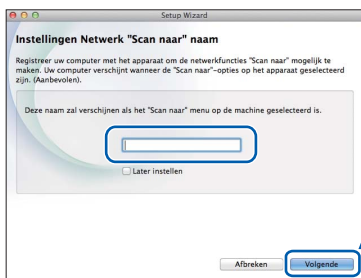 Setup Wizard
Instellingen Netwerk "Scan naar" naam
Registreer uw computer met het apparaat om de netwerkfuncties "Scan naar" mogelijk te
maken. Uw computer verschijnt wanneer de "Scan naar"-opties op het apparaat geselecteerd
zijn. (Aanbevolen).
Deze naam zal verschijnen als het "Scan naar" menu op de machine geselecteerd is.
Later instellen
Afbreken
Volgende